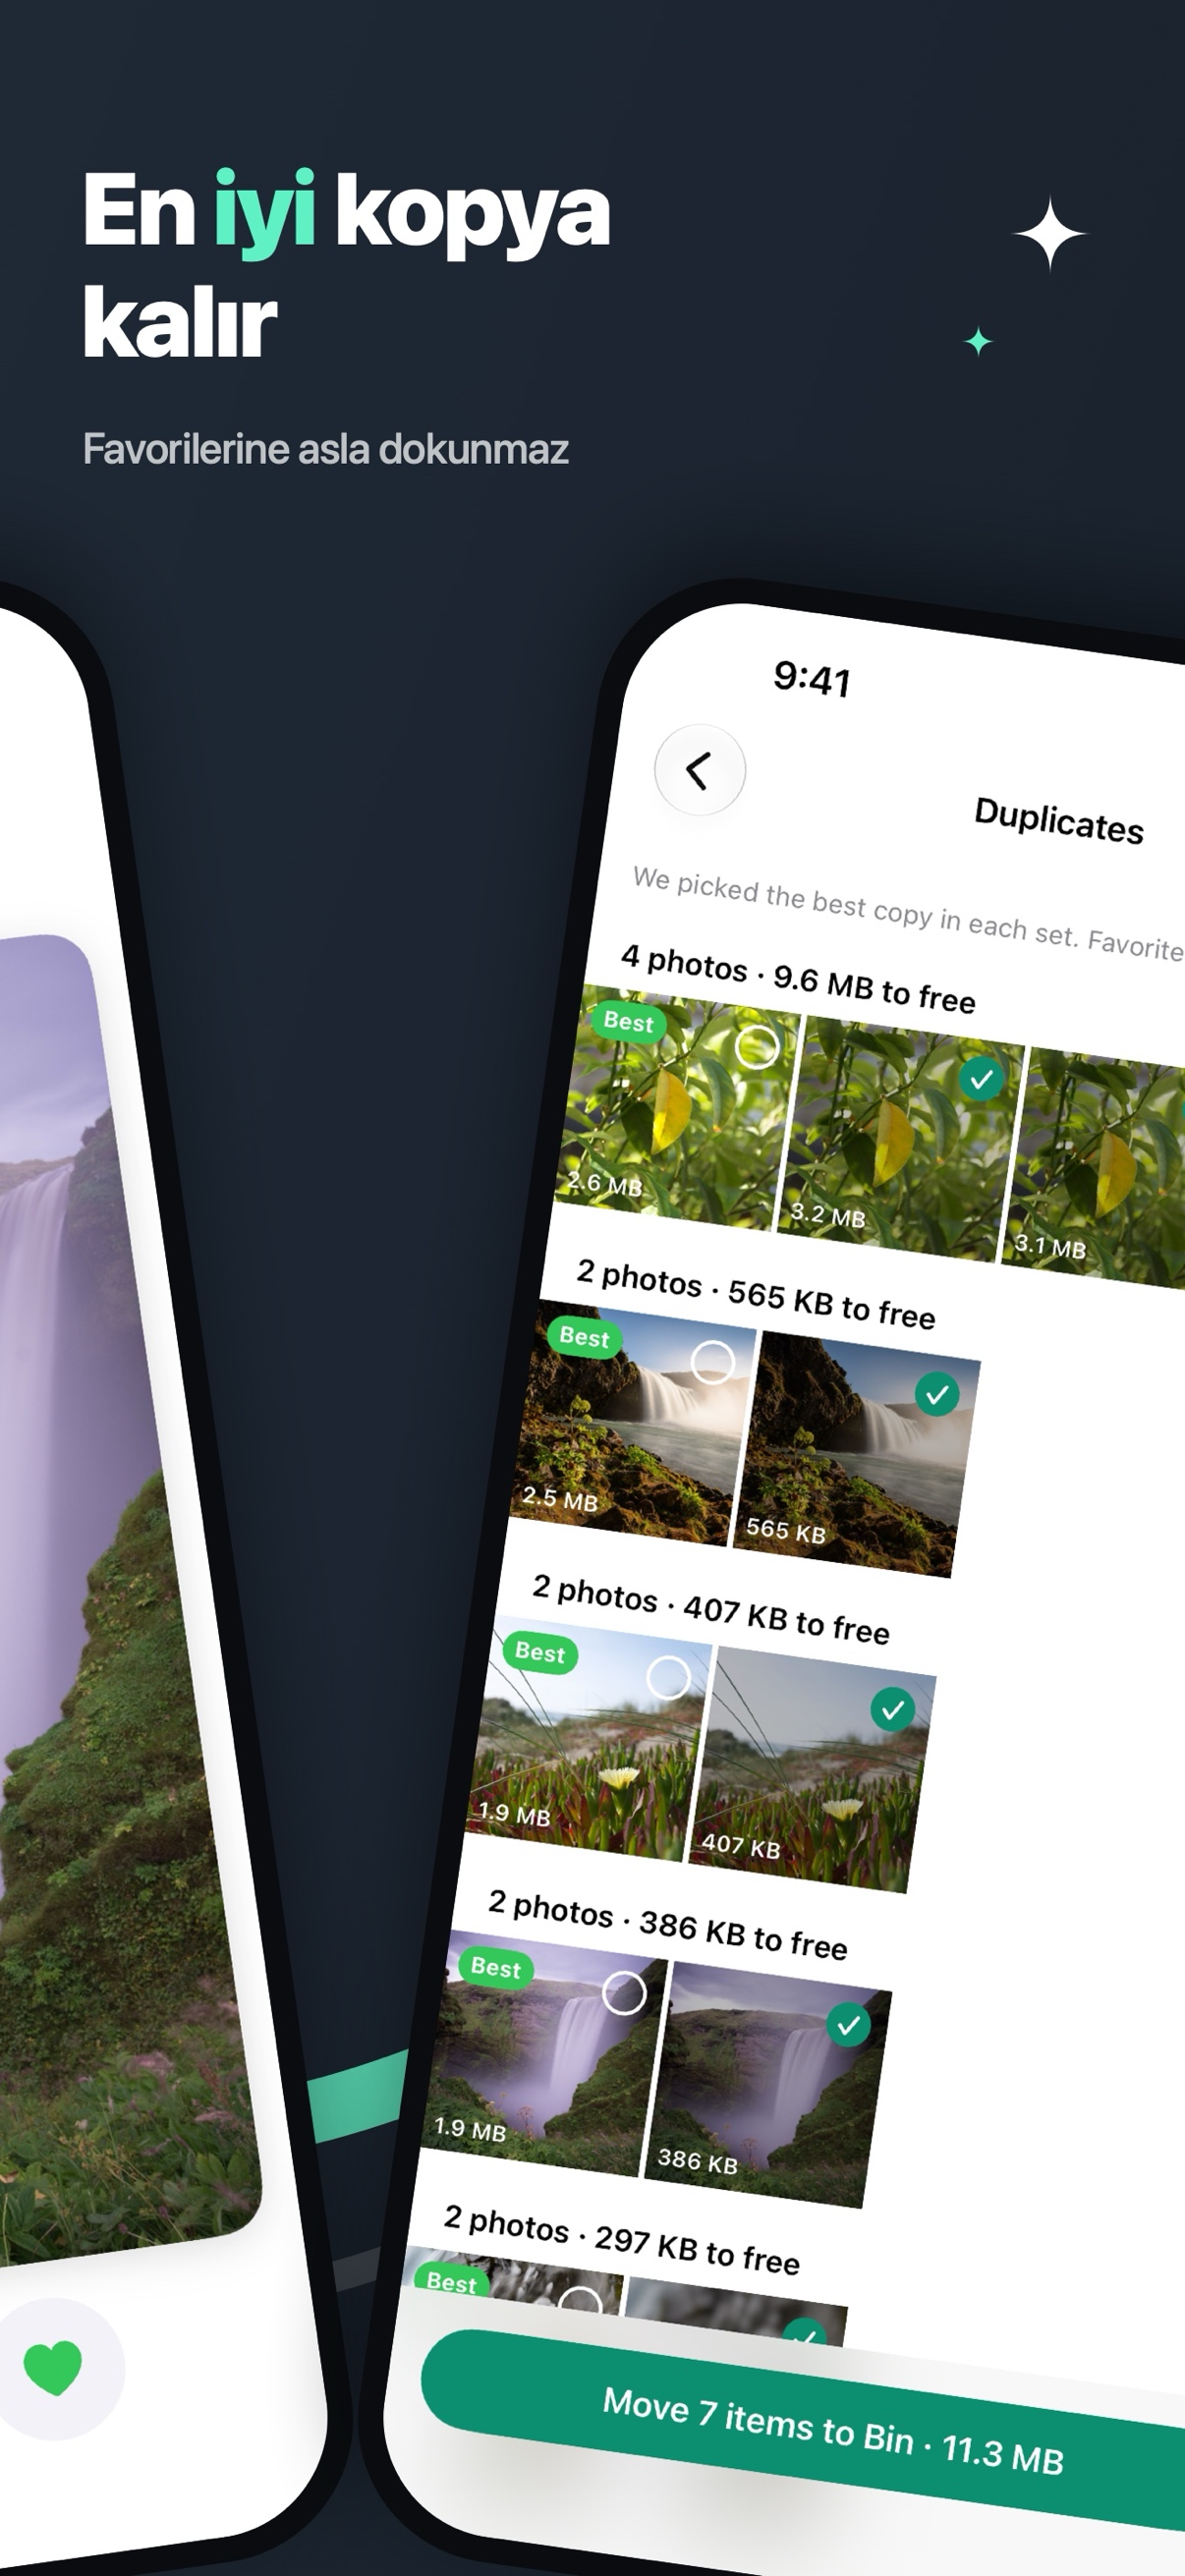 En iyi kopya
kalır
Favorilerine asla dokunmaz
9:41
Duplicates
We picked the best copy in each set. Favorite
4 photos · 9.6 MB to free
Best
2.6 MB
3.2 MB
3.1 MB
2 photos · 565 KB to free
Best
2.5 MB
565 KB
2 photos · 407 KB to free
Best
1.9 MB
407 KB
2 photos · 386 KB to free
Best
1.9 MB
386 KB
2 photos · 297 KB to free
Best
Move 7 items to Bin · 11.3 MB